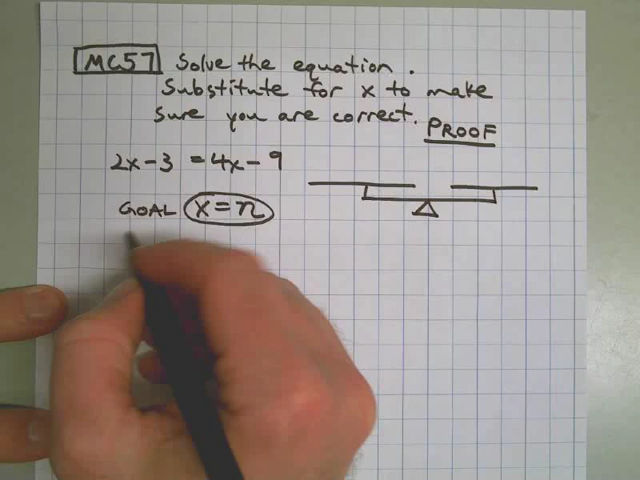 MC57 Solve the equation.
Substitute for x to make
sure you are correct. PROOF
2x-3 = 4x-9
GOAL x = n